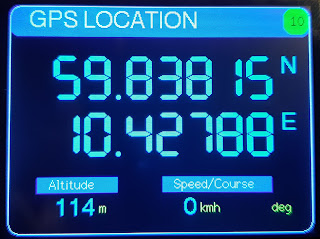 GPS LOCATION 10
59.83815 N
10.42788 E
Altitude Speed/Course
114 m 0 kmh deg